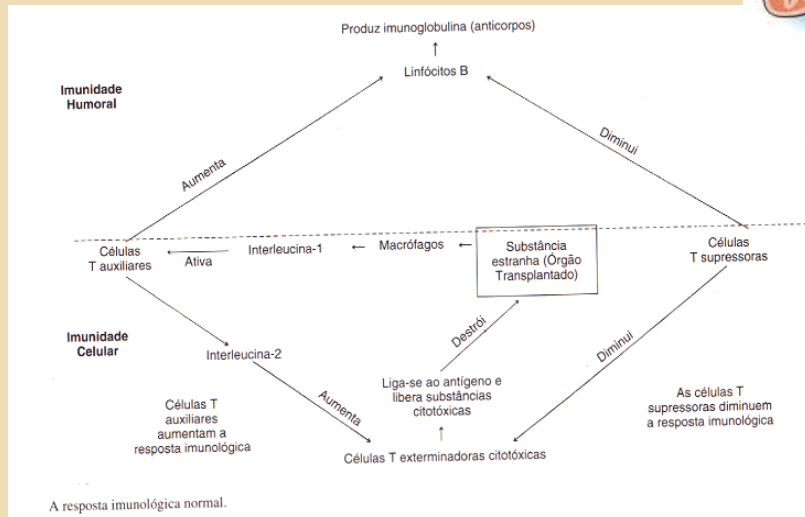 Produz imunoglobulina (anticorpos)
Linfócitos B
Imunidade
Humoral
Aumenta
Diminui
Células
T auxiliares
Ativa
Interleucina-1
Macrófagos
Substância
estranha (Órgão
Transplantado)
Células
T supressoras
Imunidade
Celular
Interleucina-2
Destrói
Diminui
Células T
auxiliares
aumentam a
resposta imunológica
Aumenta
Liga-se ao antígeno e
libera substâncias
citotóxicas
As células T
supressoras diminuem
a resposta imunológica
Células T exterminadoras citotóxicas
A resposta imunológica normal.